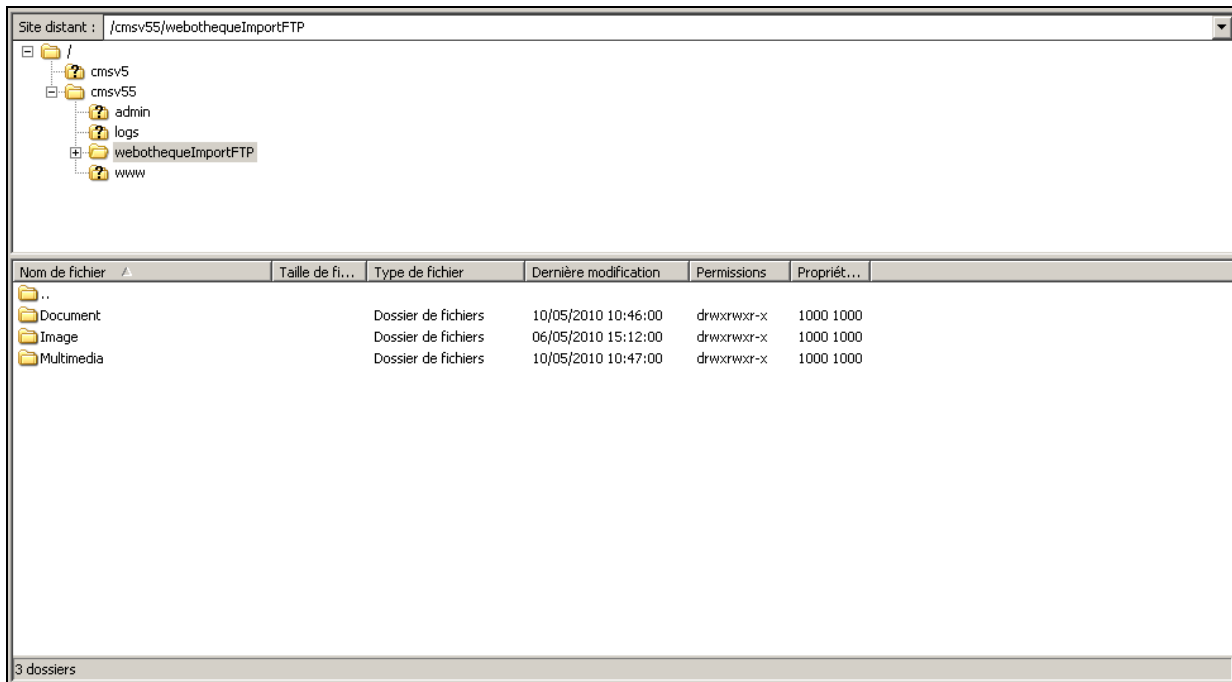 Site distant : /cmsv55/webothequeImportFTP
/
cmsv5
cmsv55
admin
logs
webothequeImportFTP
www
Nom de fichier Taille de fi... Type de fichier Dernière modification Permissions Propriét...
..
Document Dossier de fichiers 10/05/2010 10:46:00 drwxrwxr-x 1000 1000
Image Dossier de fichiers 06/05/2010 15:12:00 drwxrwxr-x 1000 1000
Multimedia Dossier de fichiers 10/05/2010 10:47:00 drwxrwxr-x 1000 1000
3 dossiers